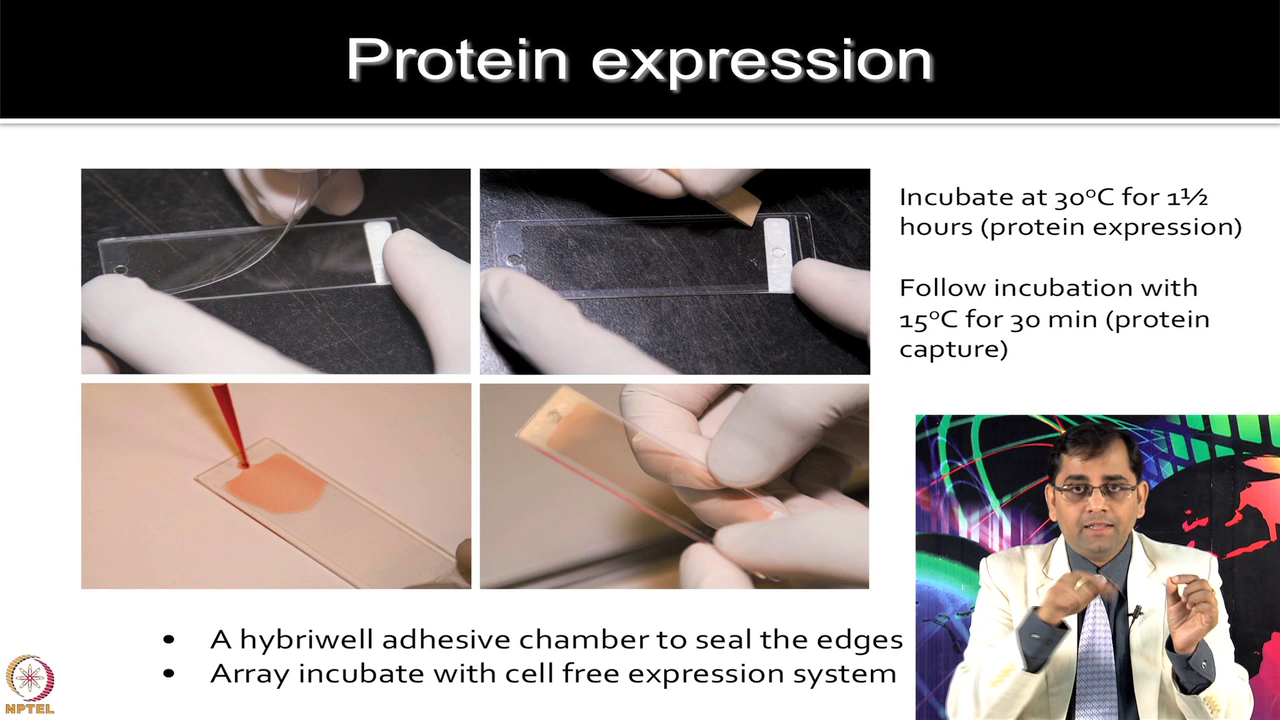 Protein expression
Incubate at 30°C for 1½
hours (protein expression)
Follow incubation with
15°C for 30 min (protein
capture)
• A hybriwell adhesive chamber to seal the edges
• Array incubate with cell free expression system
NPTEL